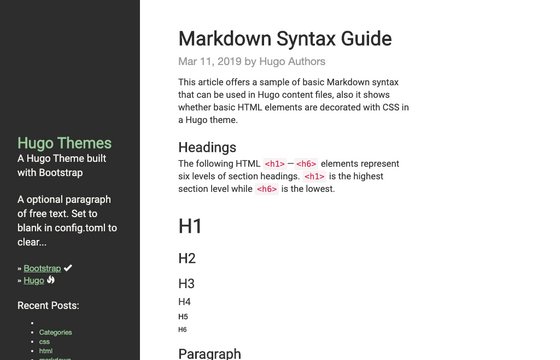 Hugo Themes
A Hugo Theme built
with Bootstrap
A optional paragraph
of free text. Set to
blank in config.toml to
clear...
» Bootstrap
» Hugo
Recent Posts:
Categories
css
html
markdown
Markdown Syntax Guide
Mar 11, 2019 by Hugo Authors
This article offers a sample of basic Markdown syntax
that can be used in Hugo content files, also it shows
whether basic HTML elements are decorated with CSS in
a Hugo theme.
Headings
The following HTML <h1>—<h6> elements represent
six levels of section headings. <h1> is the highest
section level while <h6> is the lowest.
H1
H2
H3
H4
H5
H6
Paragraph